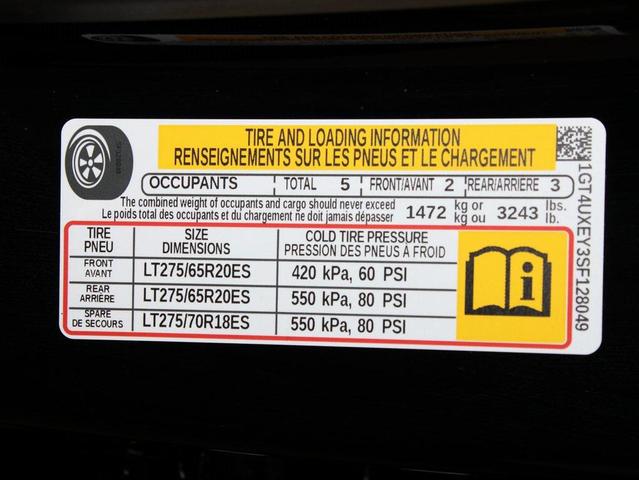 TIRE AND LOADING INFORMATION
RENSEIGNEMENTS SUR LES PNEUS ET LE CHARGEMENT
OCCUPANTS TOTAL 5 FRONT/AVANT 2 REAR/ARRIÈRE 3
The combined weight of occupants and cargo should never exceed
Le poids total des occupants et du chargement ne doit jamais dépasser
1472 kg or kg ou 3243 lbs. lb.
TIRE PNEU SIZE DIMENSIONS COLD TIRE PRESSURE PRESSION DES PNEUS A FROID
FRONT AVANT LT275/65R20ES 420 kPa, 60 PSI
REAR ARRIÈRE LT275/65R20ES 550 kPa, 80 PSI
SPARE DE SECOURS LT275/70R18ES 550 kPa, 80 PSI
1GT4UXEY3SF128049